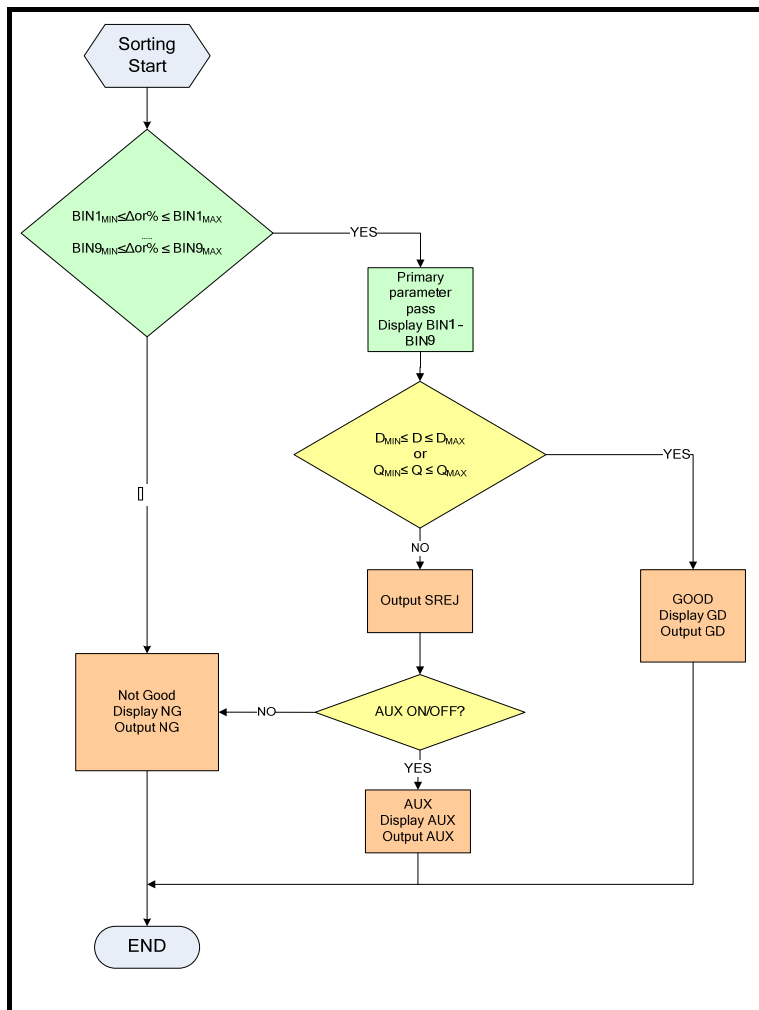 Sorting
Start
BIN1MIN≤Δor% ≤ BIN1MAX
.....
BIN9MIN≤Δor% ≤ BIN9MAX
YES
Primary
parameter
pass
Display BIN1–
BIN9
DMIN≤ D ≤ DMAX
or
QMIN≤ Q ≤ QMAX
YES
NO
Output SREJ
GOOD
Display GD
Output GD
Not Good
Display NG
Output NG
NO
AUX ON/OFF?
YES
AUX
Display AUX
Output AUX
END